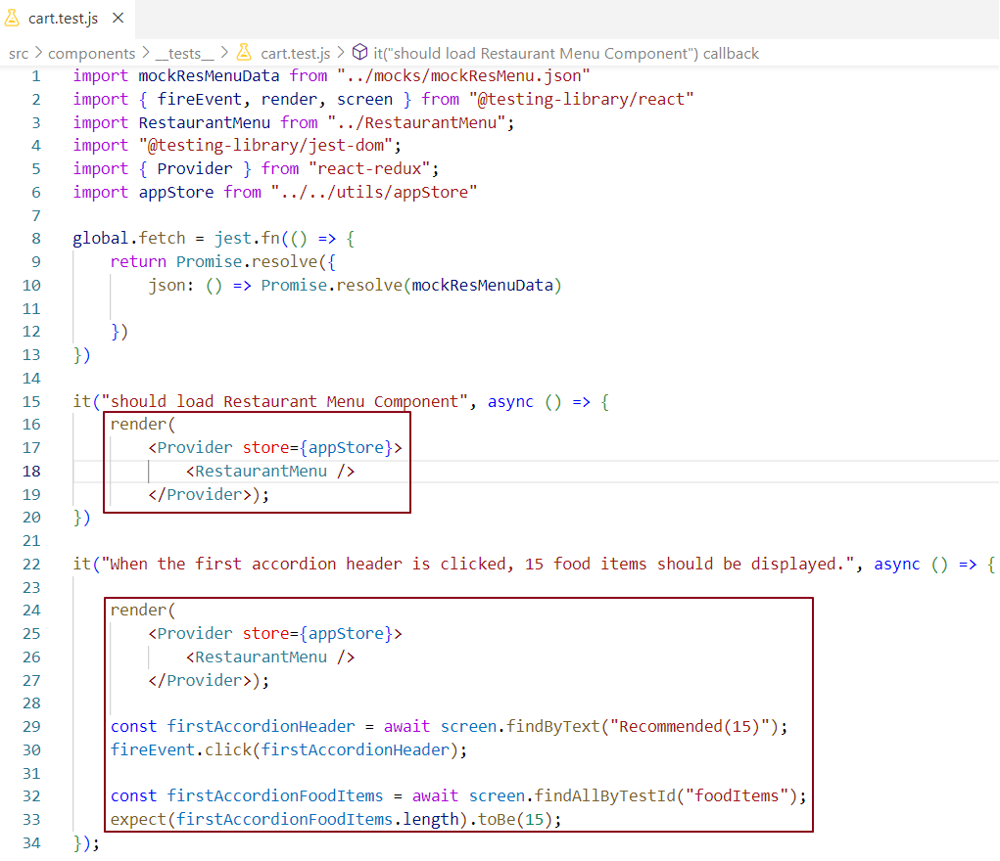 cart.test.js ×
src > components > __tests__ > cart.test.js > it("should load Restaurant Menu Component") callback
1 import mockResMenuData from "../mocks/mockResMenu.json"
2 import { fireEvent, render, screen } from "@testing-library/react"
3 import RestaurantMenu from "../RestaurantMenu";
4 import "@testing-library/jest-dom";
5 import { Provider } from "react-redux";
6 import appStore from "../../utils/appStore"
7
8 global.fetch = jest.fn(() => {
9     return Promise.resolve({
10         json: () => Promise.resolve(mockResMenuData)
11
12     })
13 })
14
15 it("should load Restaurant Menu Component", async () => {
16     render(
17         <Provider store={appStore}>
18             <RestaurantMenu />
19         </Provider>);
20 })
21
22 it("When the first accordion header is clicked, 15 food items should be displayed.", async () => {
23
24     render(
25         <Provider store={appStore}>
26             <RestaurantMenu />
27         </Provider>);
28
29     const firstAccordionHeader = await screen.findByText("Recommended(15)");
30     fireEvent.click(firstAccordionHeader);
31
32     const firstAccordionFoodItems = await screen.findAllByTestId("foodItems");
33     expect(firstAccordionFoodItems.length).toBe(15);
34 });